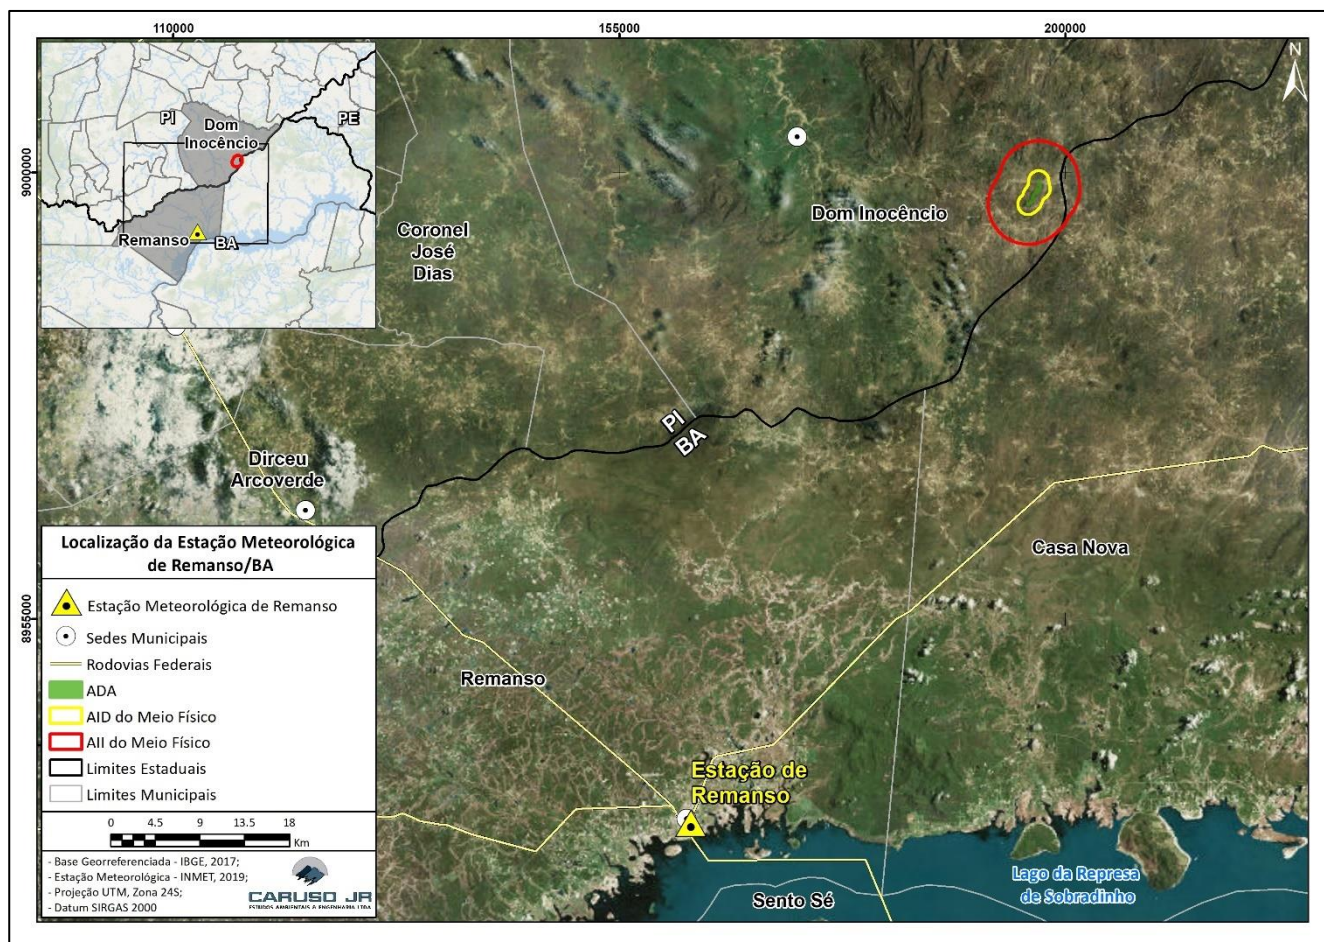 110000
155000
200000
N
PI
Dom
Inocêncio
PE
Remanso
BA
9000000
8955000
Coronel
José
Dias
Dom Inocêncio
PI
BA
Dirceu
Arcoverde
Casa Nova
Remanso
Estação de
Remanso
Sento Sé
Lago da Represa
de Sobradinho
Localização da Estação Meteorológica
de Remanso/BA
Estação Meteorológica de Remanso
Sedes Municipais
Rodovias Federais
ADA
AID do Meio Físico
AII do Meio Físico
Limites Estaduais
Limites Municipais
0 4.5 9 13.5 18
Km
- Base Georreferenciada - IBGE, 2017;
- Estação Meteorológica - INMET, 2019;
- Projeção UTM, Zona 24S;
- Datum SIRGAS 2000
CARUSO JR
ESTUDOS AMBIENTAIS & ENGENHARIA LTDA